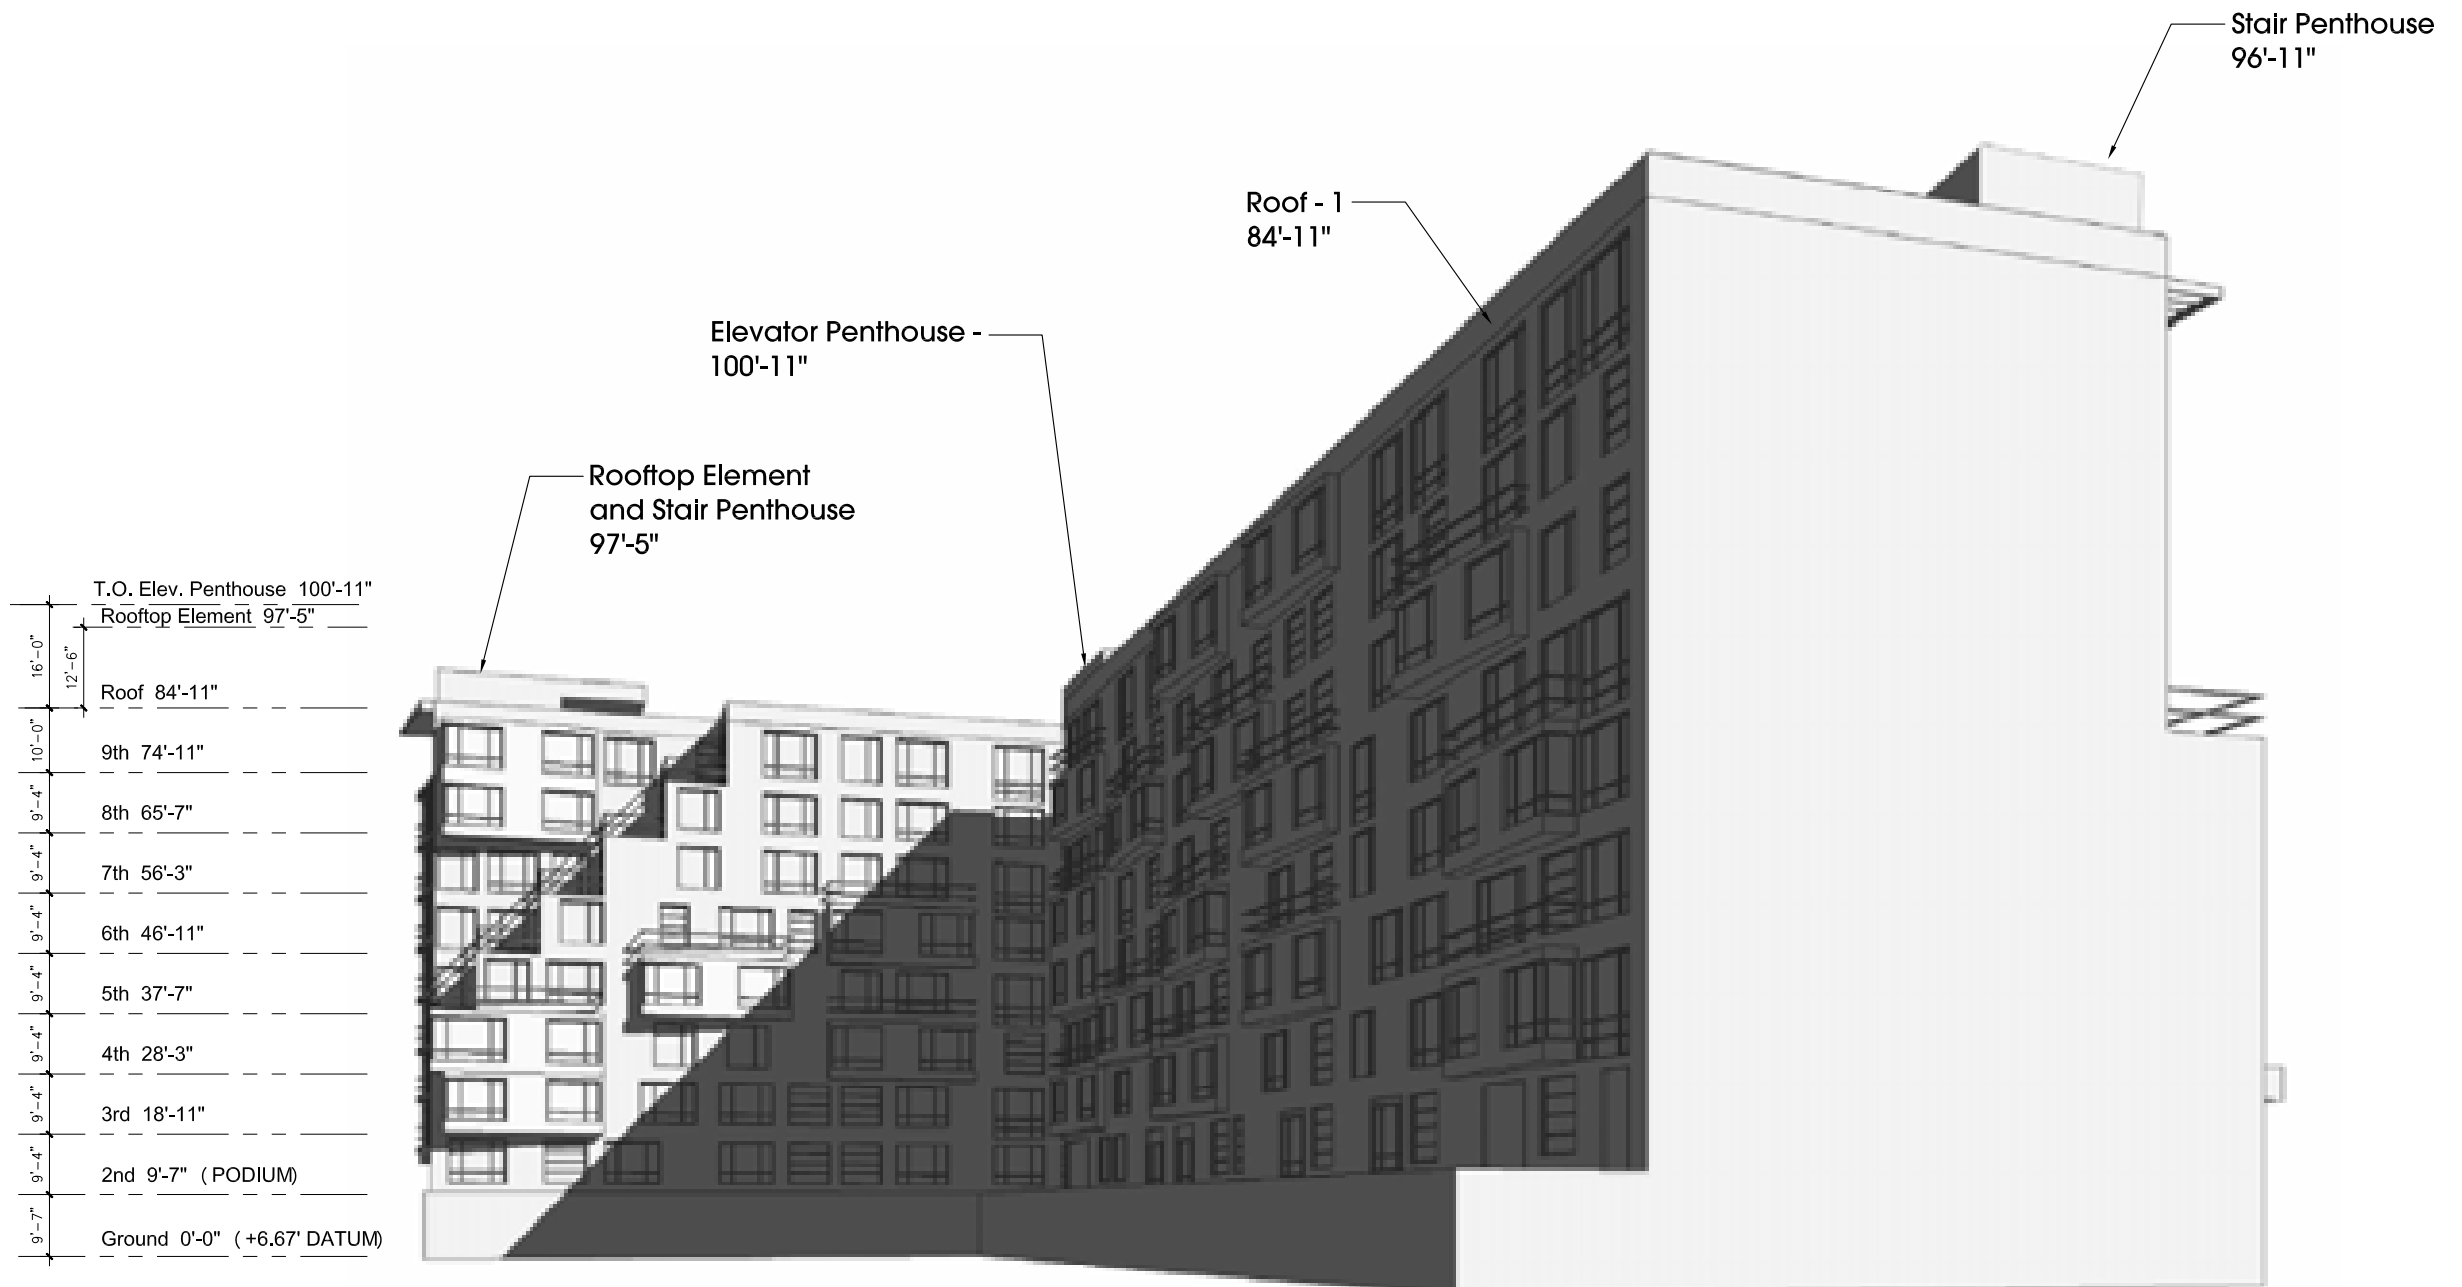 Stair Penthouse
96'-11"
Roof - 1
84'-11"
Elevator Penthouse -
100'-11"
Rooftop Element
and Stair Penthouse
97'-5"
T.O. Elev. Penthouse 100'-11"
Rooftop Element 97'-5"
16'-0"
12'-6"
Roof 84'-11"
10'-0"
9th 74'-11"
9'-4"
8th 65'-7"
9'-4"
7th 56'-3"
9'-4"
6th 46'-11"
9'-4"
5th 37'-7"
9'-4"
4th 28'-3"
9'-4"
3rd 18'-11"
9'-4"
2nd 9'-7" ( PODIUM)
9'-7"
Ground 0'-0" ( +6.67' DATUM)